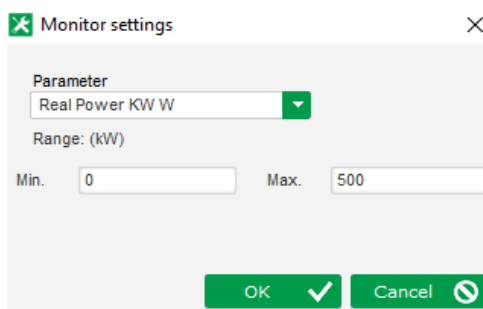 Monitor settings
Parameter
Real Power KW W
Range: (kW)
Min. 0 Max. 500
OK Cancel